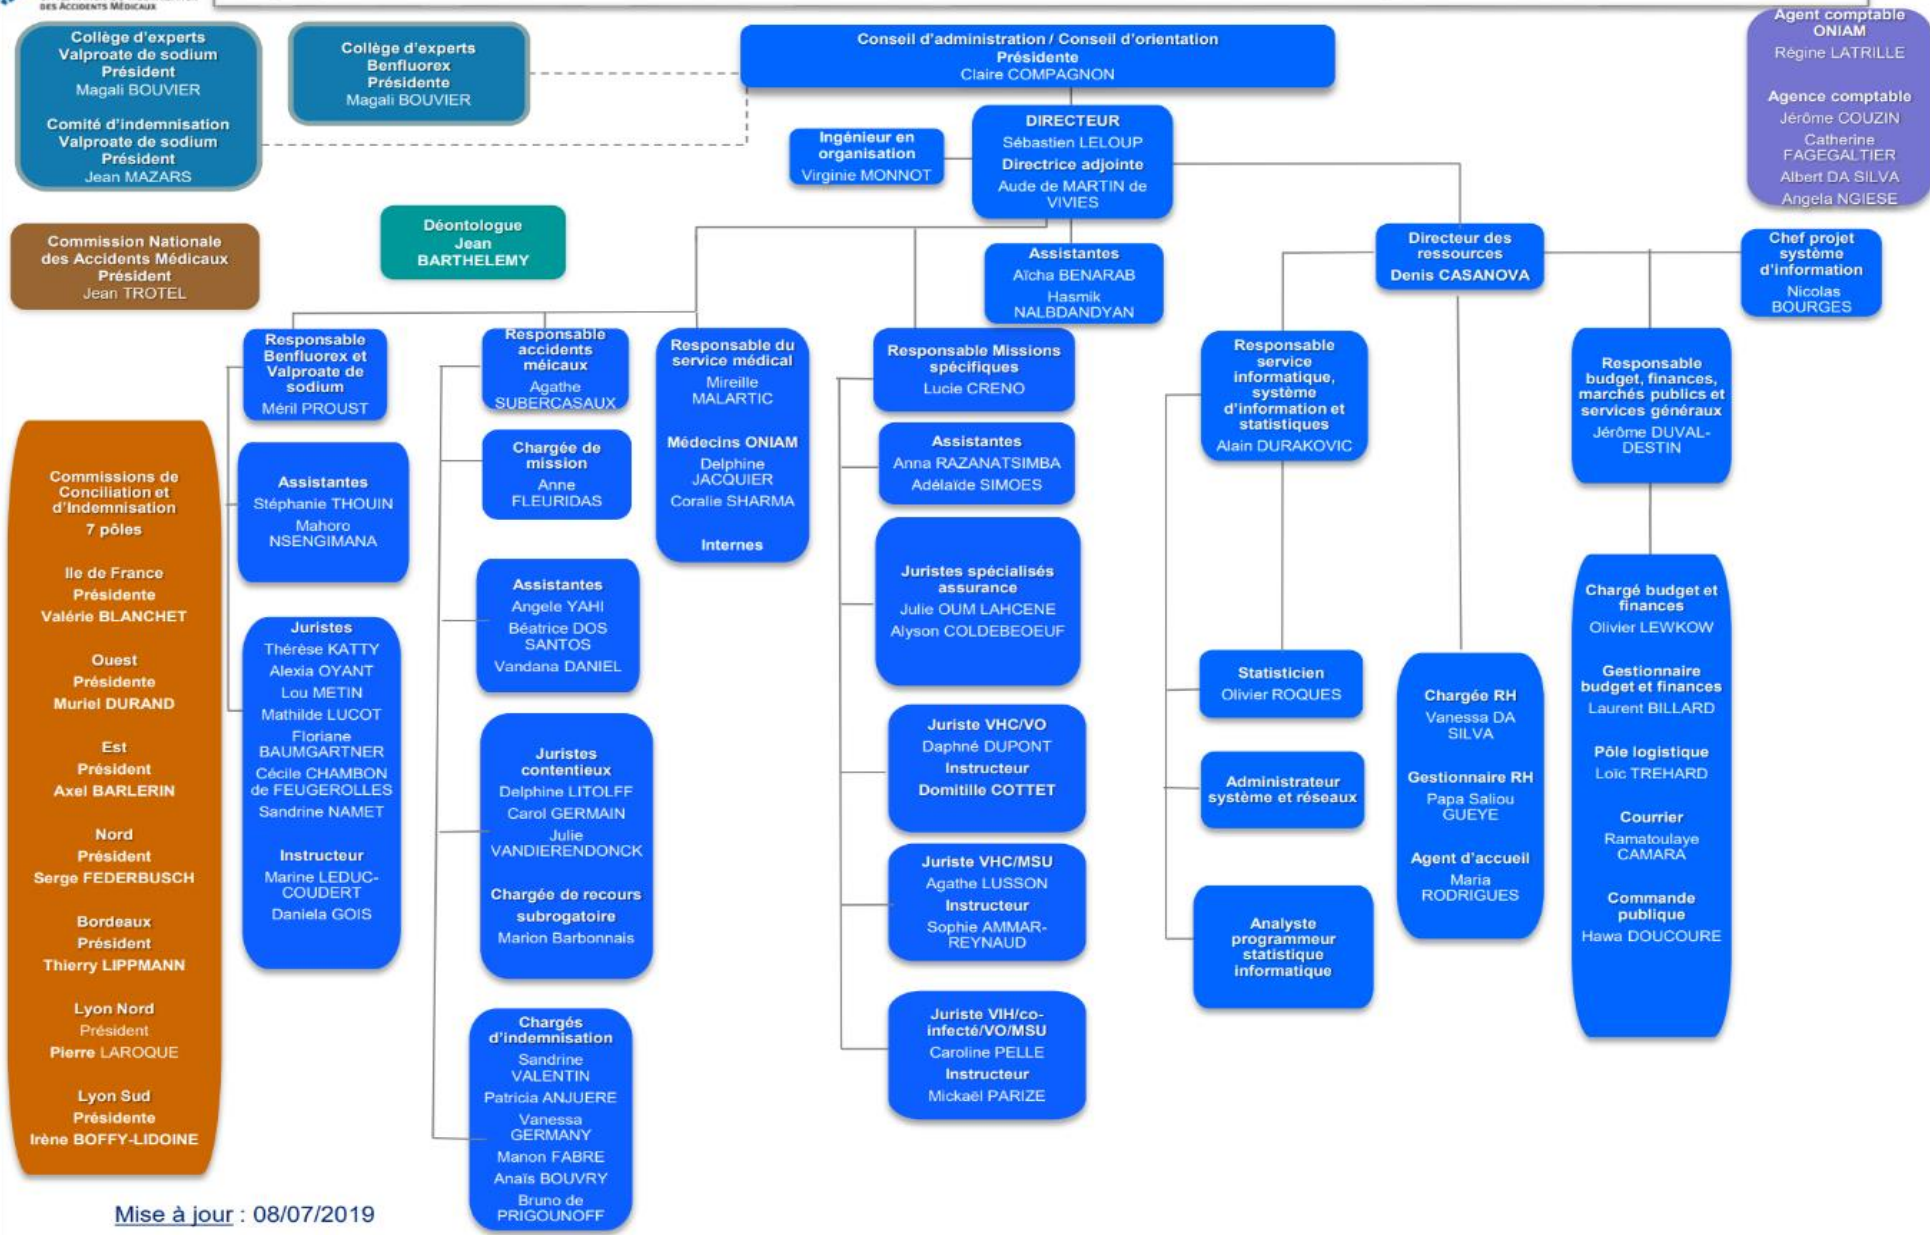 DES ACCIDENTS MÉDICAUX
Collège d'experts
Valproate de sodium
Président
Magali BOUVIER
Comité d'indemnisation
Valproate de sodium
Président
Jean MAZARS
Collège d'experts
Benfluorex
Présidente
Magali BOUVIER
Conseil d'administration / Conseil d'orientation
Présidente
Claire COMPAGNON
Agent comptable
ONIAM
Régine LATRILLE
Agence comptable
Jérôme COUZIN
Catherine
FAGEGALTIER
Albert DA SILVA
Angela NGIESE
Ingénieur en
organisation
Virginie MONNOT
DIRECTEUR
Sébastien LELOUP
Directrice adjointe
Aude de MARTIN de
VIVIES
Commission Nationale
des Accidents Médicaux
Président
Jean TROTEL
Déontologue
Jean
BARTHELEMY
Assistantes
Aïcha BENARAB
Hasmik
NALBDANDYAN
Directeur des
ressources
Denis CASANOVA
Chef projet
système
d'information
Nicolas
BOURGES
Responsable
Benfluorex et
Valproate de
sodium
Méril PROUST
Responsable
accidents
méicaux
Agathe
SUBERCASAUX
Responsable du
service médical
Mireille
MALARTIC
Médecins ONIAM
Delphine
JACQUIER
Coralie SHARMA
Internes
Responsable Missions
spécifiques
Lucie CRENO
Responsable
service
informatique,
système
d'information et
statistiques
Alain DURAKOVIC
Responsable
budget, finances,
marchés publics et
services généraux
Jérôme DUVAL-
DESTIN
Commissions de
Conciliation et
d'Indemnisation
7 pôles
Ile de France
Présidente
Valérie BLANCHET
Ouest
Présidente
Muriel DURAND
Est
Président
Axel BARLERIN
Nord
Président
Serge FEDERBUSCH
Bordeaux
Président
Thierry LIPPMANN
Lyon Nord
Président
Pierre LAROQUE
Lyon Sud
Présidente
Irène BOFFY-LIDOINE
Assistantes
Stéphanie THOUIN
Mahoro
NSENGIMANA
Juristes
Thérèse KATTY
Alexia OYANT
Lou METIN
Mathilde LUCOT
Floriane
BAUMGARTNER
Cécile CHAMBON
de FEUGEROLLES
Sandrine NAMET
Instructeur
Marine LEDUC-
COUDERT
Daniela GOIS
Chargée de
mission
Anne
FLEURIDAS
Assistantes
Angele YAHI
Béatrice DOS
SANTOS
Vandana DANIEL
Juristes
contentieux
Delphine LITOLFF
Carol GERMAIN
Julie
VANDIERENDONCK
Chargée de recours
subrogatoire
Marion Barbonnais
Chargés
d'indemnisation
Sandrine
VALENTIN
Patricia ANJUERE
Vanessa
GERMANY
Manon FABRE
Anaïs BOUVRY
Bruno de
PRIGOUNOFF
Assistantes
Anna RAZANATSIMBA
Adélaïde SIMOES
Juristes spécialisés
assurance
Julie OUM LAHCENE
Alyson COLDEBEOEUF
Juriste VHC/VO
Daphné DUPONT
Instructeur
Domitille COTTET
Juriste VHC/MSU
Agathe LUSSON
Instructeur
Sophie AMMAR-
REYNAUD
Juriste VIH/co-
infecté/VO/MSU
Caroline PELLE
Instructeur
Mickaël PARIZE
Statisticien
Olivier ROQUES
Administrateur
système et réseaux
Analyste
programmeur
statistique
informatique
Chargée RH
Vanessa DA
SILVA
Gestionnaire RH
Papa Saliou
GUEYE
Agent d'accueil
Maria
RODRIGUES
Chargé budget et
finances
Olivier LEWKOW
Gestionnaire
budget et finances
Laurent BILLARD
Pôle logistique
Loïc TREHARD
Courrier
Ramatoulaye
CAMARA
Commande
publique
Hawa DOUCOURE
Mise à jour : 08/07/2019